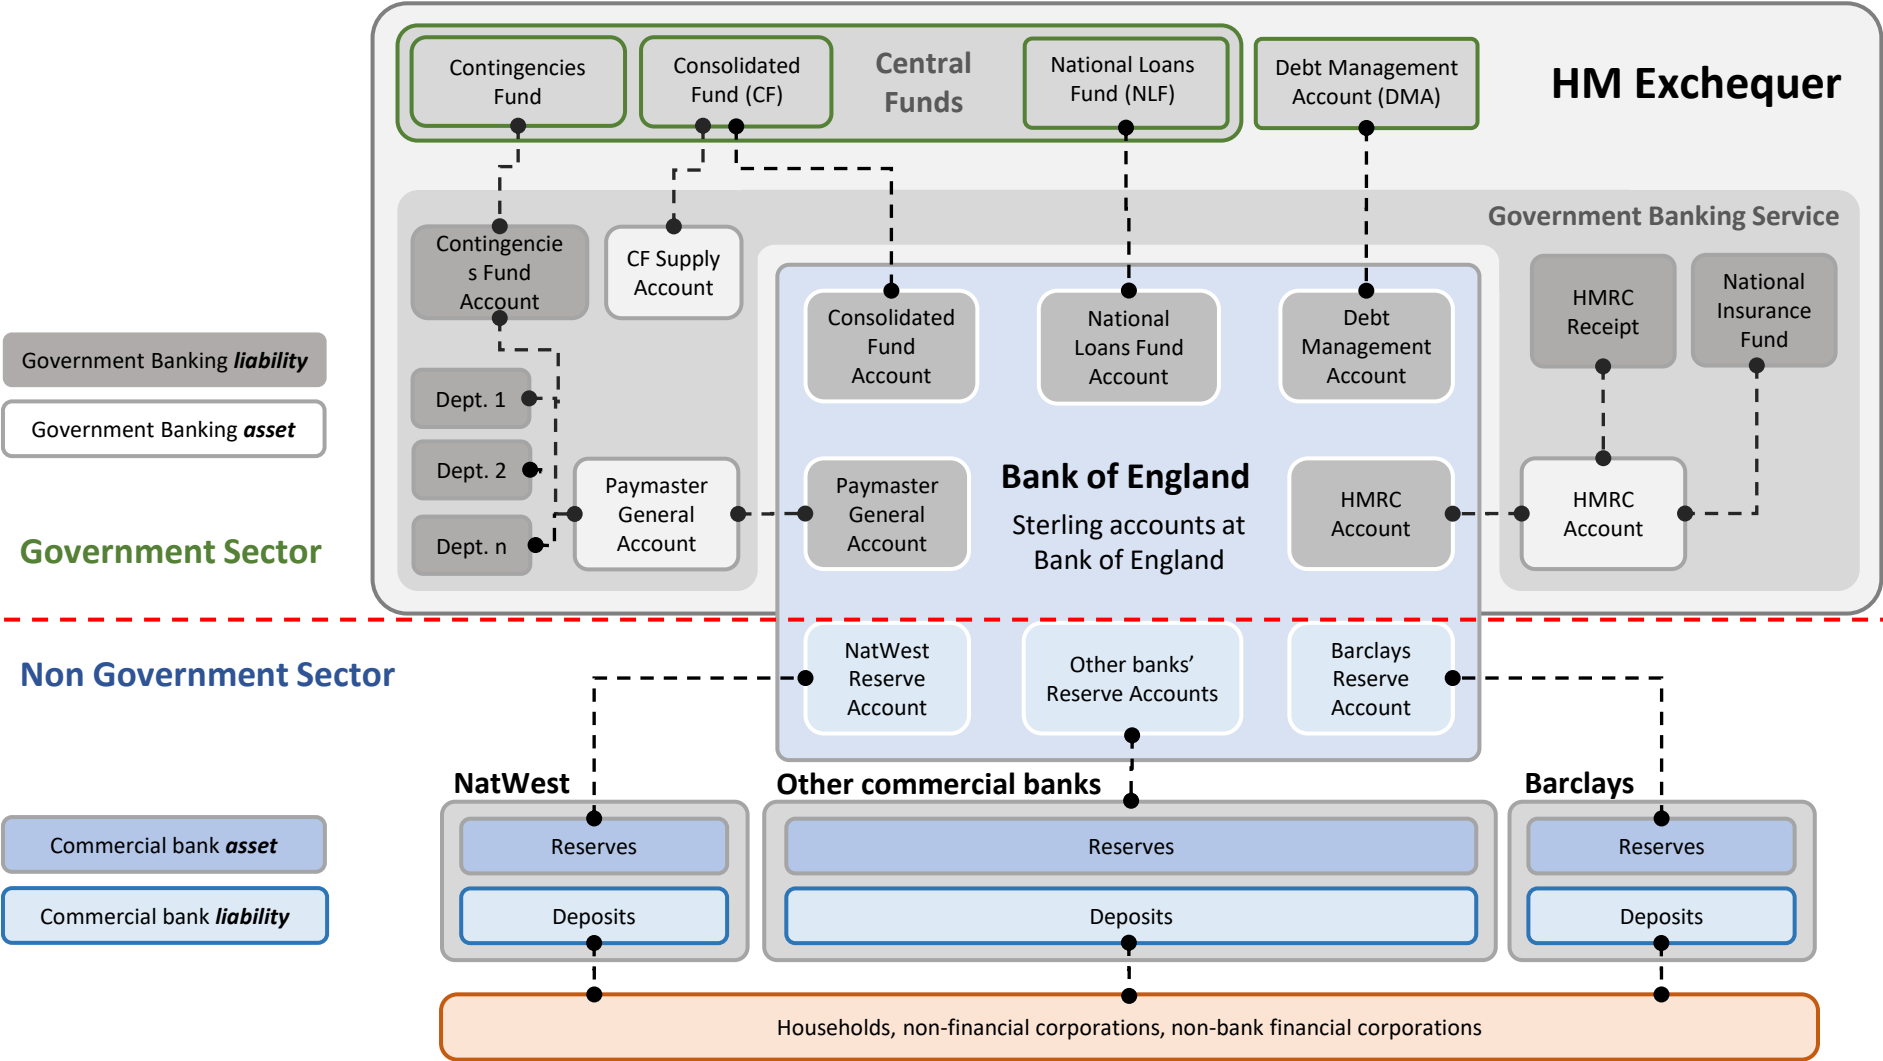 Contingencies
Fund
Consolidated
Fund (CF)
Central
Funds
National Loans
Fund (NLF)
Debt Management
Account (DMA)
HM Exchequer
Government Banking Service
Contingencie
s Fund
Account
CF Supply
Account
Consolidated
Fund
Account
National
Loans Fund
Account
Debt
Management
Account
HMRC
Receipt
National
Insurance
Fund
Government Banking liability
Government Banking asset
Dept. 1
Dept. 2
Dept. n
Paymaster
General
Account
Paymaster
General
Account
Bank of England
Sterling accounts at
Bank of England
HMRC
Account
HMRC
Account
Government Sector
Non Government Sector
NatWest
Reserve
Account
Other banks’
Reserve Accounts
Barclays
Reserve
Account
NatWest
Other commercial banks
Barclays
Commercial bank asset
Commercial bank liability
Reserves
Reserves
Reserves
Deposits
Deposits
Deposits
Households, non-financial corporations, non-bank financial corporations